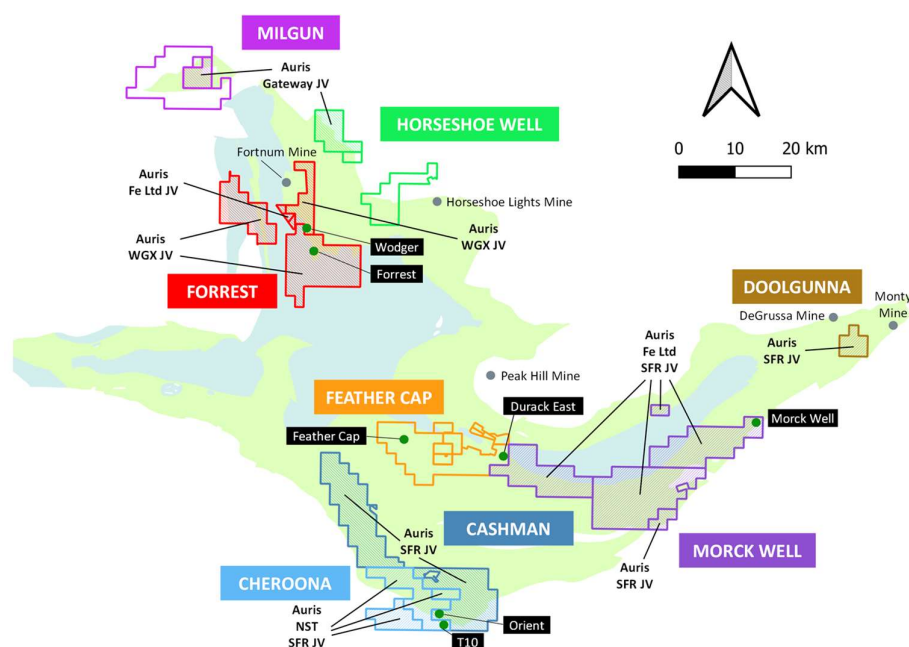 MILGUN
Auris
Gateway JV
HORSESHOE WELL
0 10 20 km
Fortnum Mine
Auris
Fe Ltd JV
Horseshoe Lights Mine
Auris
WGX JV
Auris
WGX JV
Wodger
Forrest
FORREST
DOOLGUNNA
Monty
Mine
DeGrussa Mine
Auris
SFR JV
Auris
Fe Ltd
SFR JV
Peak Hill Mine
FEATHER CAP
Durack East
Morck Well
Feather Cap
CASHMAN
Auris
SFR JV
MORCK WELL
Auris
SFR JV
CHEROONA
Auris
NST
SFR JV
Orient
T10